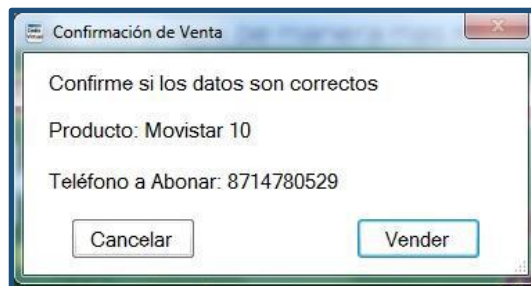 Confirmación de Venta
Confirme si los datos son correctos
Producto: Movistar 10
Teléfono a Abonar: 8714780529
Cancelar
Vender